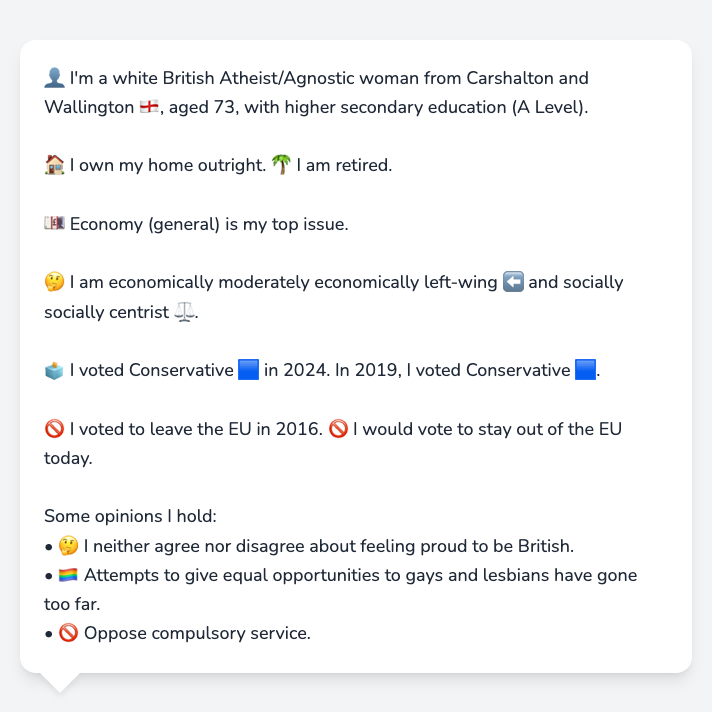 👤 I'm a white British Atheist/Agnostic woman from Carshalton and
Wallington 🏴󠁧󠁢󠁥󠁮󠁧󠁿, aged 73, with higher secondary education (A Level).
🏠 I own my home outright. 🌴 I am retired.
💷 Economy (general) is my top issue.
🤔 I am economically moderately economically left-wing ⬅️ and socially
socially centrist ⚖️.
🗳️ I voted Conservative 🟦 in 2024. In 2019, I voted Conservative 🟦.
🚫 I voted to leave the EU in 2016. 🚫 I would vote to stay out of the EU
today.
Some opinions I hold:
• 🤔 I neither agree nor disagree about feeling proud to be British.
• 🏳️‍🌈 Attempts to give equal opportunities to gays and lesbians have gone
too far.
• 🚫 Oppose compulsory service.